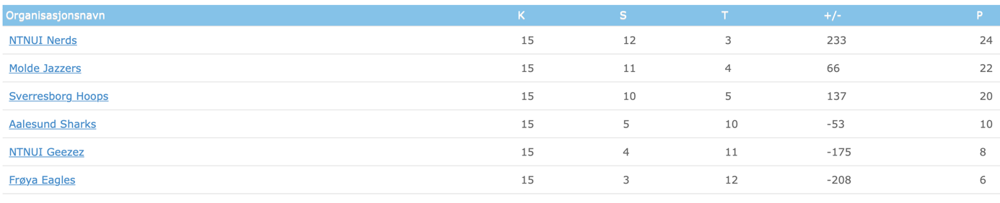 Organisasjonsnavn K S T +/- P
NTNUI Nerds 15 12 3 233 24
Molde Jazzers 15 11 4 66 22
Sverresborg Hoops 15 10 5 137 20
Aalesund Sharks 15 5 10 -53 10
NTNUI Geezez 15 4 11 -175 8
Frøya Eagles 15 3 12 -208 6